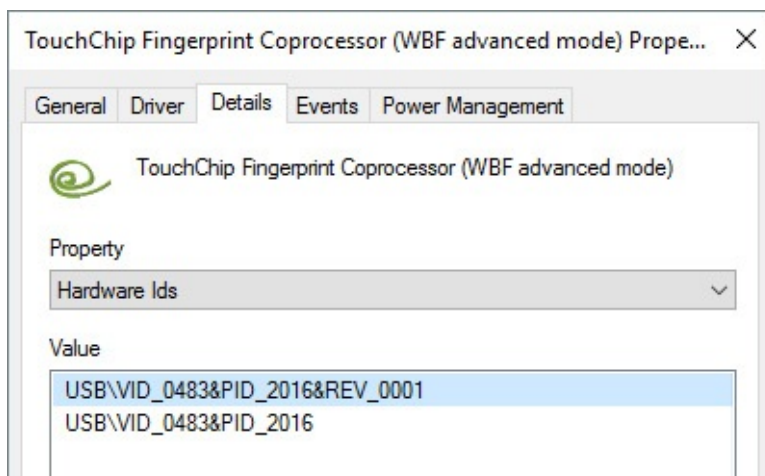 TouchChip Fingerprint Coprocessor (WBF advanced mode) Prope...
General Driver Details Events Power Management
TouchChip Fingerprint Coprocessor (WBF advanced mode)
Property
Hardware Ids
Value
USB\VID_0483&PID_2016&REV_0001
USB\VID_0483&PID_2016